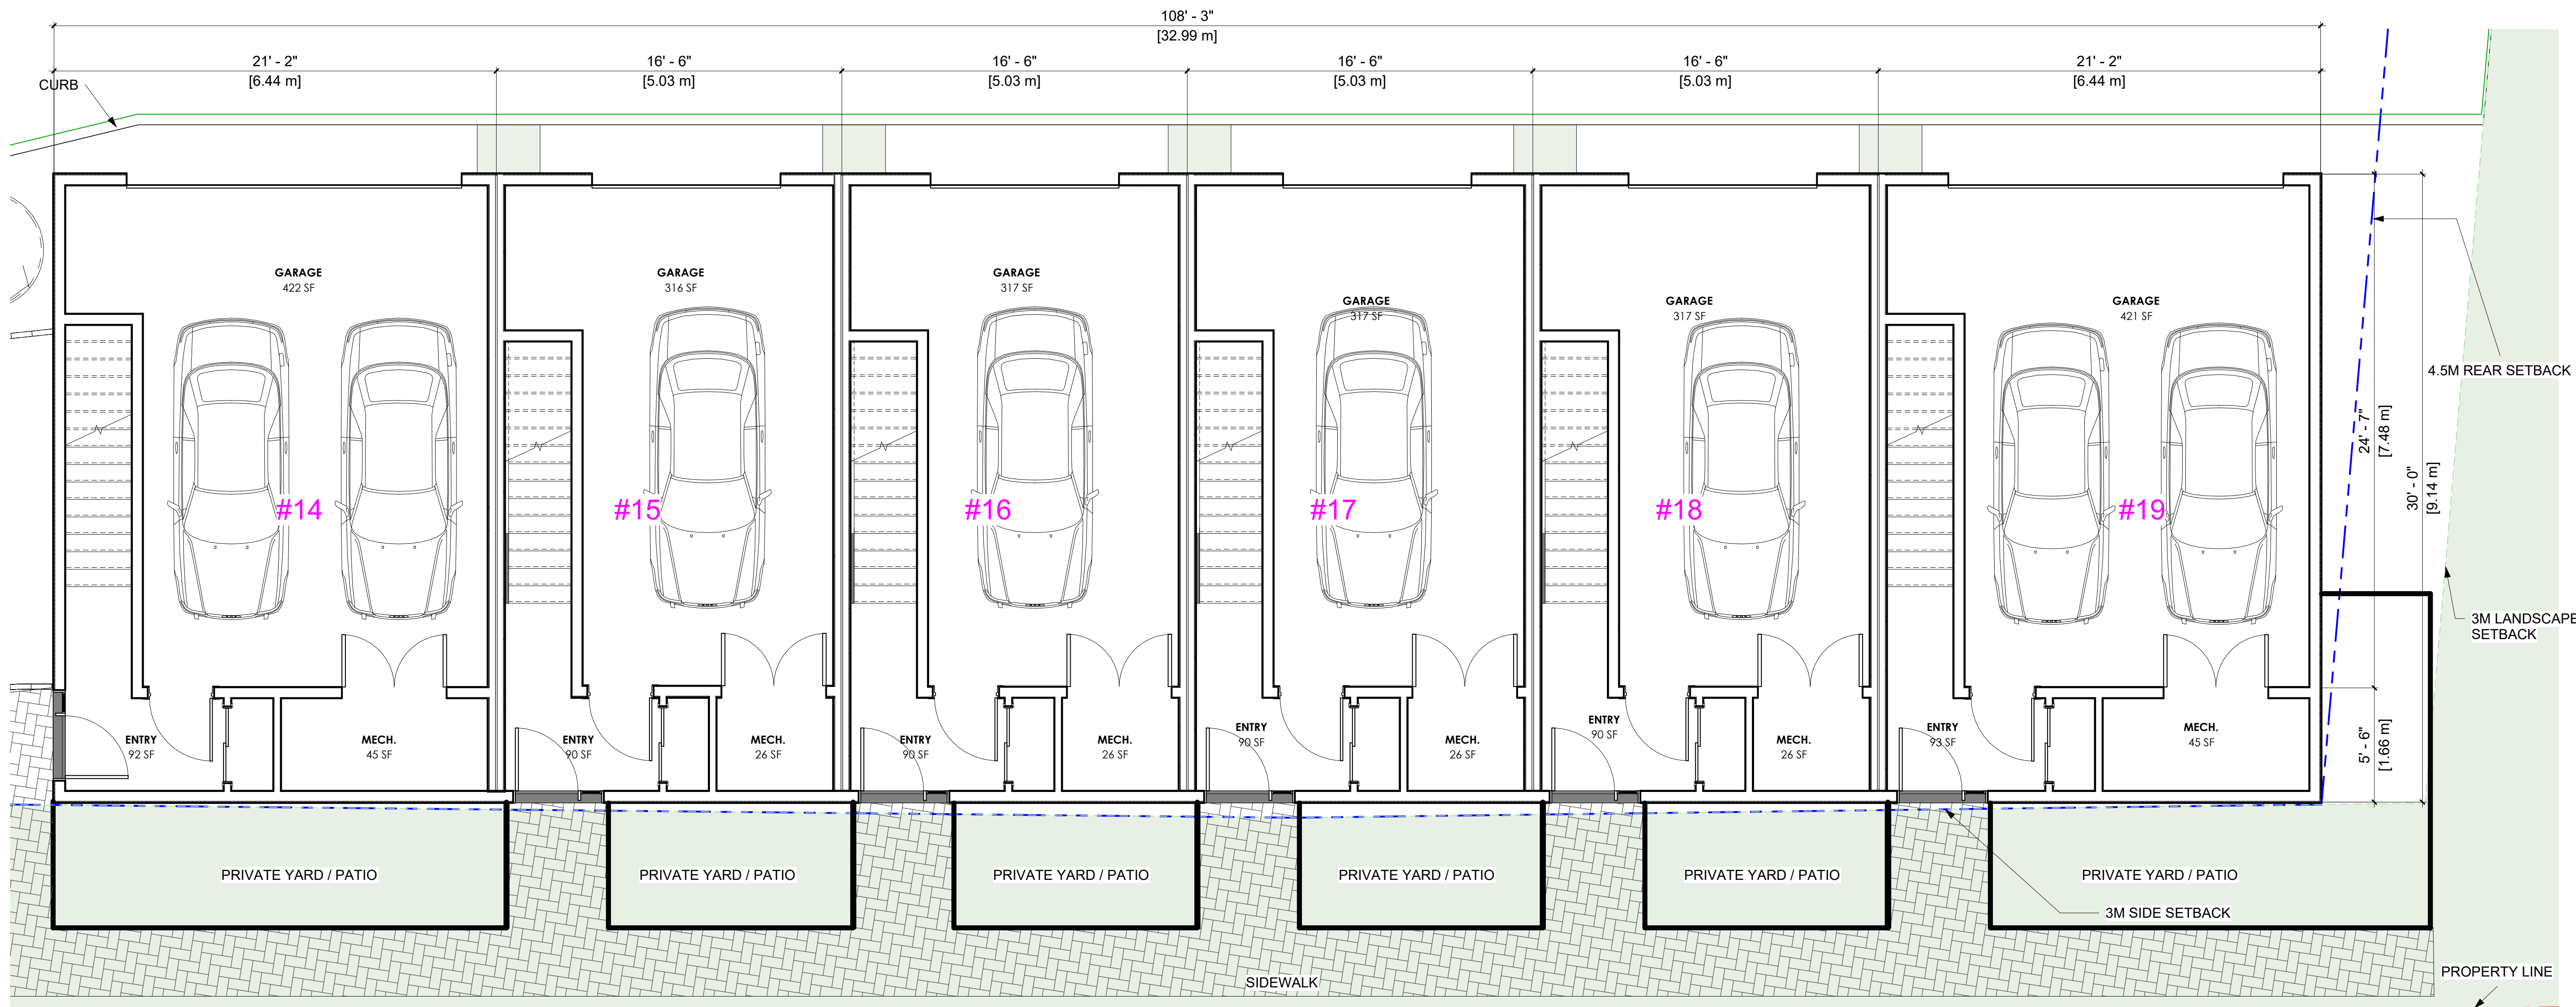 108' - 3"
[32.99 m]
21' - 2"
[6.44 m]
16' - 6"
[5.03 m]
16' - 6"
[5.03 m]
16' - 6"
[5.03 m]
16' - 6"
[5.03 m]
21' - 2"
[6.44 m]
CURB
GARAGE
422 SF
GARAGE
316 SF
GARAGE
317 SF
GARAGE
317 SF
GARAGE
317 SF
GARAGE
421 SF
4.5M REAR SETBACK
24' - 7"
[7.48 m]
30' - 0"
[9.14 m]
#14
#15
#16
#17
#18
#19
3M LANDSCAPE
SETBACK
ENTRY
92 SF
MECH.
45 SF
ENTRY
90 SF
MECH.
26 SF
ENTRY
90 SF
MECH.
26 SF
ENTRY
90 SF
MECH.
26 SF
ENTRY
90 SF
MECH.
26 SF
ENTRY
93 SF
MECH.
45 SF
5' - 6"
[1.66 m]
PRIVATE YARD / PATIO
PRIVATE YARD / PATIO
PRIVATE YARD / PATIO
PRIVATE YARD / PATIO
PRIVATE YARD / PATIO
PRIVATE YARD / PATIO
3M SIDE SETBACK
SIDEWALK
PROPERTY LINE